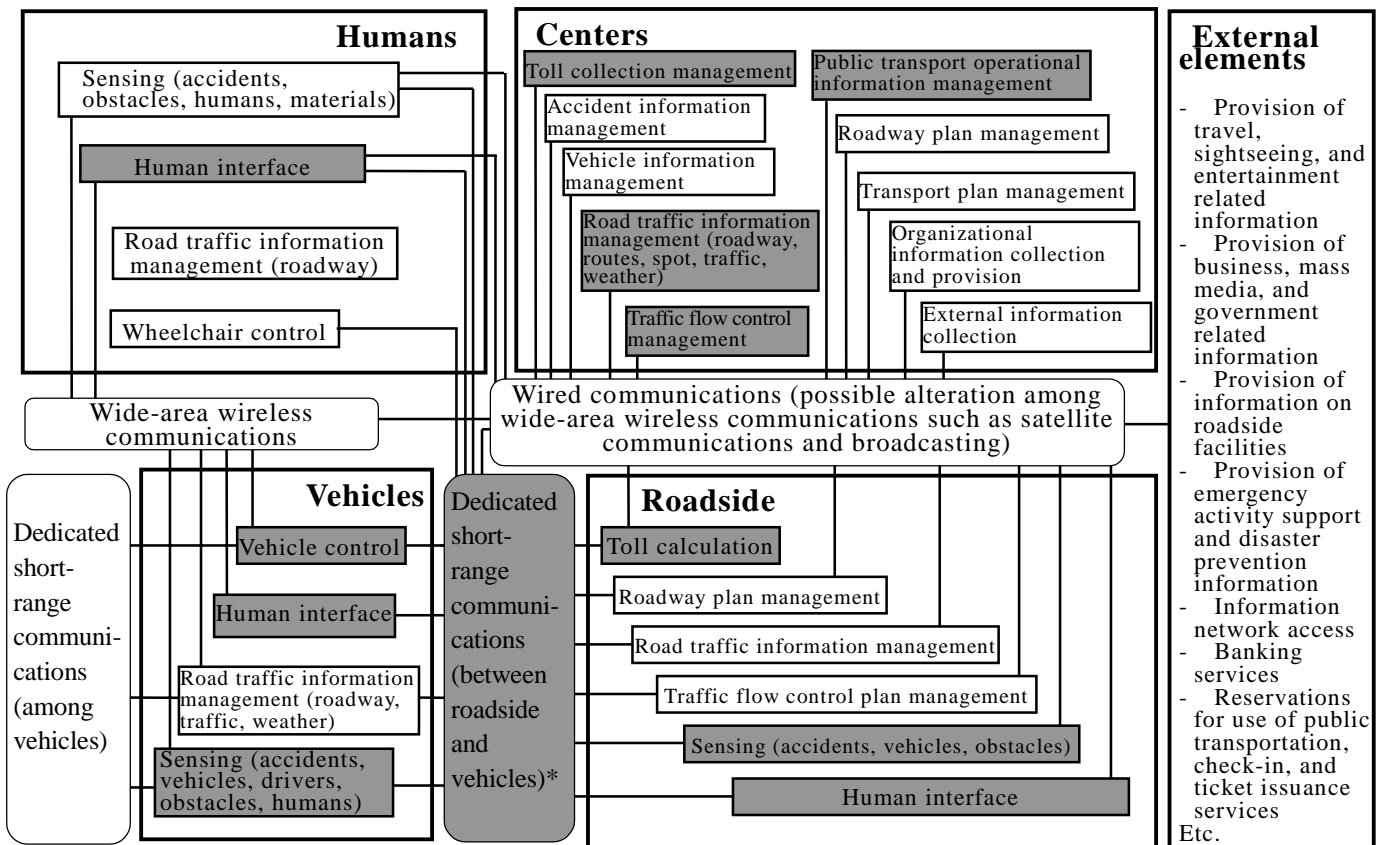 Humans
Sensing (accidents,
obstacles, humans, materials)
Human interface
Road traffic information
management (roadway)
Wheelchair control
Centers
Toll collection management
Accident information
management
Vehicle information
management
Road traffic information
management (roadway,
routes, spot, traffic,
weather)
Traffic flow control
management
Public transport operational
information management
Roadway plan management
Transport plan management
Organizational
information collection
and provision
External information
collection
Wide-area wireless
communications
Wired communications (possible alteration among
wide-area wireless communications such as satellite
communications and broadcasting)
Dedicated
short-
range
communi-
cations
(among
vehicles)
Vehicles
Vehicle control
Human interface
Road traffic information
management (roadway,
traffic, weather)
Sensing (accidents,
vehicles, drivers,
obstacles, humans)
Dedicated
short-
range
communi-
cations
(between
roadside
and
vehicles)*
Roadside
Toll calculation
Roadway plan management
Road traffic information management
Traffic flow control plan management
Sensing (accidents, vehicles, obstacles)
Human interface
External
elements
- Provision of
travel,
sightseeing, and
entertainment
related
information
- Provision of
business, mass
media, and
government
related
information
- Provision of
information on
roadside
facilities
- Provision of
emergency
activity support
and disaster
prevention
information
- Information
network access
- Banking
services
- Reservations
for use of public
transportation,
check-in, and
ticket issuance
services
Etc.